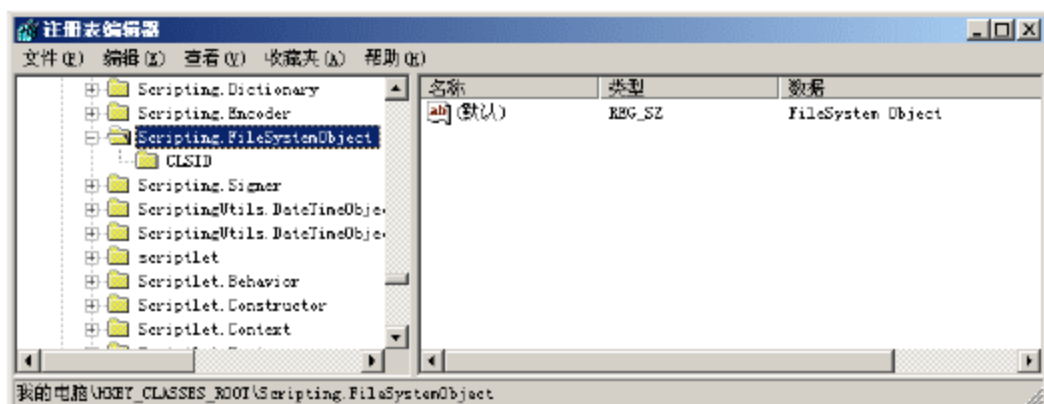 注册表编辑器
文件(F) 编辑(E) 查看(V) 收藏夹(A) 帮助(H)
Scripting.Dictionary
Scripting.Encoder
Scripting.FileSystemObject
CLSID
Scripting.Signer
ScriptingUtils.DateTimeObje
ScriptingUtils.DateTimeObje
scriptlet
Scriptlet.Behavior
Scriptlet.Constructor
Scriptlet.Context
名称 类型 数据
ab (默认) REG_SZ FileSystem Object
我的电脑\HKEY_CLASSES_ROOT\Scripting.FileSystemObject